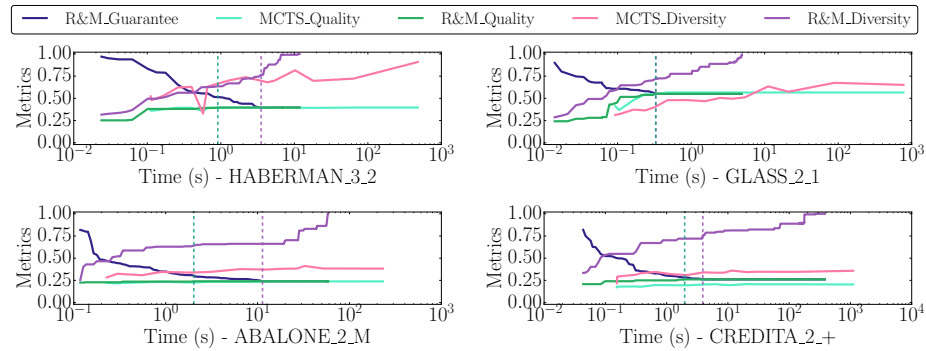 R&M_Guarantee MCTS_Quality R&M_Quality MCTS_Diversity R&M_Diversity
Metrics
1.00
0.75
0.50
0.25
0.00
10^-2 10^-1 10^0 10^1 10^2 10^3
Time (s) - HABERMAN_3_2
Metrics
1.00
0.75
0.50
0.25
0.00
10^-2 10^-1 10^0 10^1 10^2 10^3
Time (s) - GLASS_2_1
Metrics
1.00
0.75
0.50
0.25
0.00
10^-1 10^0 10^1 10^2 10^3
Time (s) - ABALONE_2_M
Metrics
1.00
0.75
0.50
0.25
0.00
10^-2 10^-1 10^0 10^1 10^2 10^3 10^4
Time (s) - CREDITA_2_+